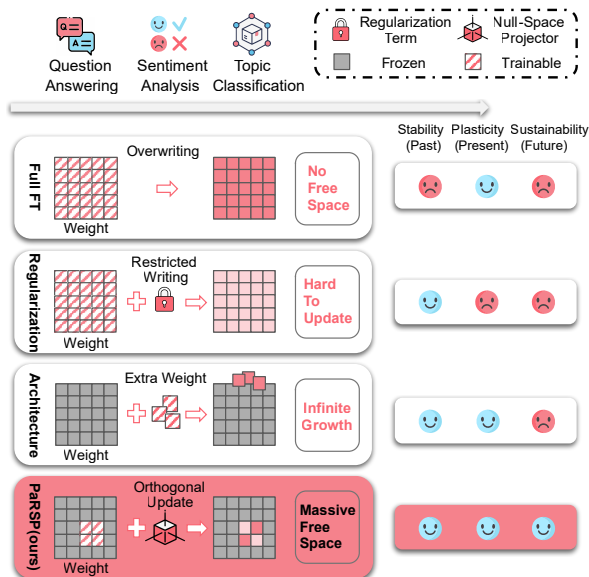 Q=
A=
Question
Answering
Sentiment
Analysis
Topic
Classification
Regularization
Term
Null-Space
Projector
Frozen
Trainable
Stability
(Past)
Plasticity
(Present)
Sustainability
(Future)
Full FT
Overwriting
Weight
No
Free
Space
Regularization
Restricted
Writing
Weight
Hard
To
Update
Architecture
Extra Weight
Weight
Infinite
Growth
PaRSP(ours)
Orthogonal
Update
Weight
Massive
Free
Space